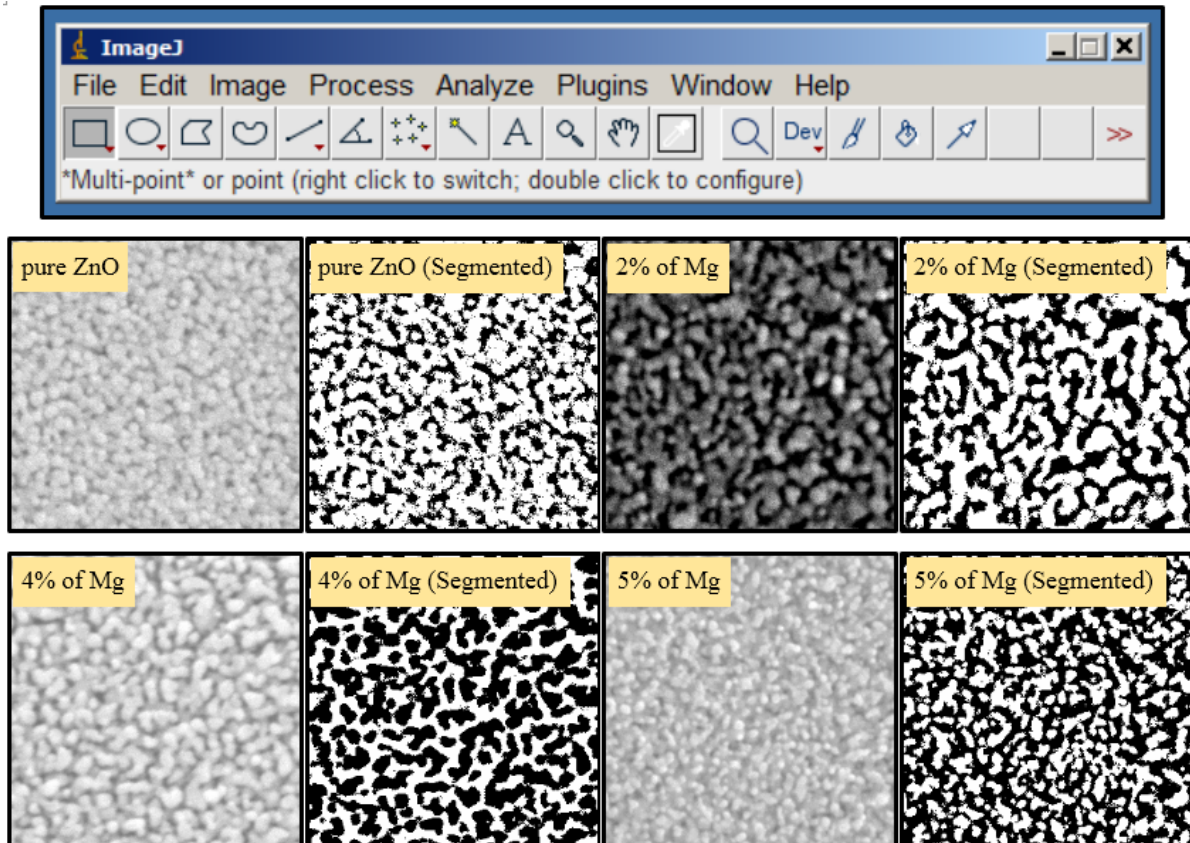 ImageJ
File Edit Image Process Analyze Plugins Window Help
A Dev >>
*Multi-point* or point (right click to switch; double click to configure)
pure ZnO
pure ZnO (Segmented)
2% of Mg
2% of Mg (Segmented)
4% of Mg
4% of Mg (Segmented)
5% of Mg
5% of Mg (Segmented)